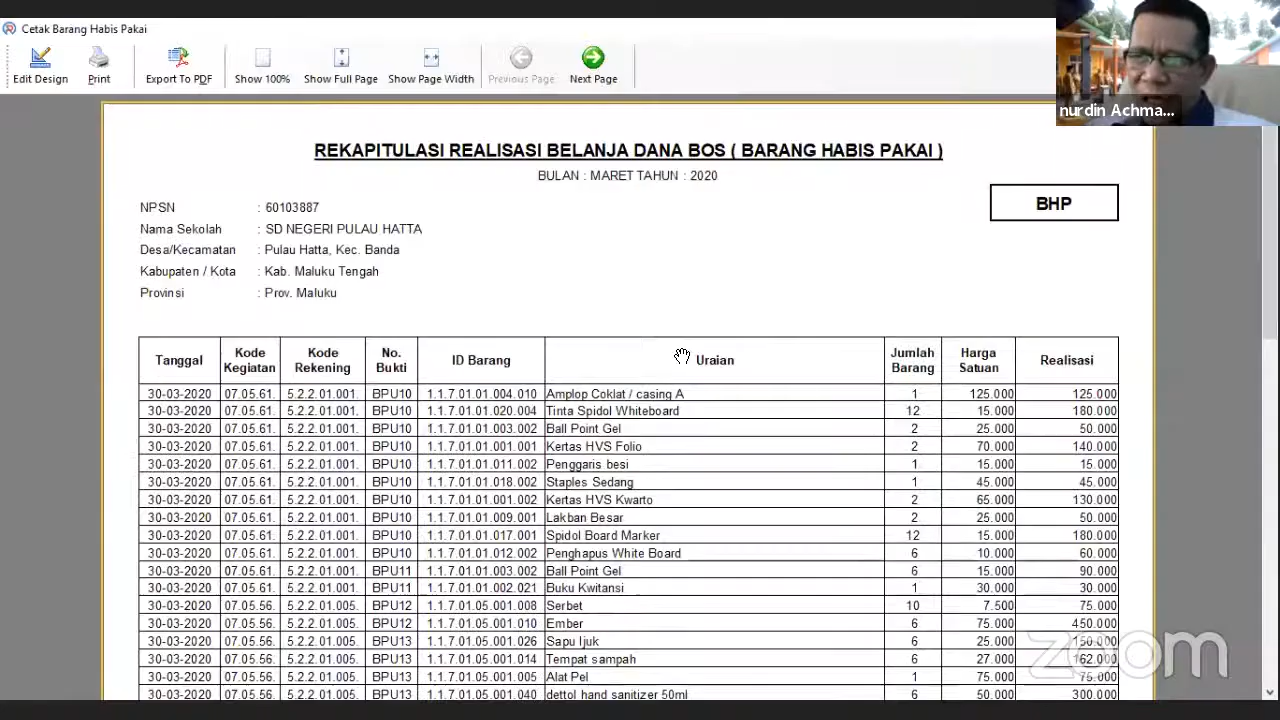 Cetak Barang Habis Pakai
Edit Design Print Export To PDF Show 100% Show Full Page Show Page Width Previous Page Next Page
nurdin Achma...
REKAPITULASI REALISASI BELANJA DANA BOS ( BARANG HABIS PAKAI )
BULAN : MARET TAHUN : 2020
BHP
NPSN : 60103887
Nama Sekolah : SD NEGERI PULAU HATTA
Desa/Kecamatan : Pulau Hatta, Kec. Banda
Kabupaten / Kota : Kab. Maluku Tengah
Provinsi : Prov. Maluku
Tanggal Kode Kegiatan Kode Rekening No. Bukti ID Barang Uraian Jumlah Barang Harga Satuan Realisasi
30-03-2020 07.05.61. 5.2.2.01.001. BPU10 1.1.7.01.01.004.010 Amplop Coklat / casing A 1 125.000 125.000
30-03-2020 07.05.61. 5.2.2.01.001. BPU10 1.1.7.01.01.020.004 Tinta Spidol Whiteboard 12 15.000 180.000
30-03-2020 07.05.61. 5.2.2.01.001. BPU10 1.1.7.01.01.003.002 Ball Point Gel 2 25.000 50.000
30-03-2020 07.05.61. 5.2.2.01.001. BPU10 1.1.7.01.01.001.001 Kertas HVS Folio 2 70.000 140.000
30-03-2020 07.05.61. 5.2.2.01.001. BPU10 1.1.7.01.01.011.002 Penggaris besi 1 15.000 15.000
30-03-2020 07.05.61. 5.2.2.01.001. BPU10 1.1.7.01.01.018.002 Staples Sedang 1 45.000 45.000
30-03-2020 07.05.61. 5.2.2.01.001. BPU10 1.1.7.01.01.001.002 Kertas HVS Kwarto 2 65.000 130.000
30-03-2020 07.05.61. 5.2.2.01.001. BPU10 1.1.7.01.01.009.001 Lakban Besar 2 25.000 50.000
30-03-2020 07.05.61. 5.2.2.01.001. BPU10 1.1.7.01.01.017.001 Spidol Board Marker 12 15.000 180.000
30-03-2020 07.05.61. 5.2.2.01.001. BPU10 1.1.7.01.01.012.002 Penghapus White Board 6 10.000 60.000
30-03-2020 07.05.61. 5.2.2.01.001. BPU11 1.1.7.01.01.003.002 Ball Point Gel 6 15.000 90.000
30-03-2020 07.05.61. 5.2.2.01.001. BPU11 1.1.7.01.01.002.021 Buku Kwitansi 1 30.000 30.000
30-03-2020 07.05.56. 5.2.2.01.005. BPU12 1.1.7.01.05.001.008 Serbet 10 7.500 75.000
30-03-2020 07.05.56. 5.2.2.01.005. BPU12 1.1.7.01.05.001.010 Ember 6 75.000 450.000
30-03-2020 07.05.56. 5.2.2.01.005. BPU13 1.1.7.01.05.001.026 Sapu Ijuk 6 25.000 150.000
30-03-2020 07.05.56. 5.2.2.01.005. BPU13 1.1.7.01.05.001.014 Tempat sampah 6 27.000 162.000
30-03-2020 07.05.56. 5.2.2.01.005. BPU13 1.1.7.01.05.001.005 Alat Pel 1 75.000 75.000
30-03-2020 07.05.56. 5.2.2.01.005. BPU13 1.1.7.01.05.001.040 dettol hand sanitizer 50ml 6 50.000 300.000
zoom